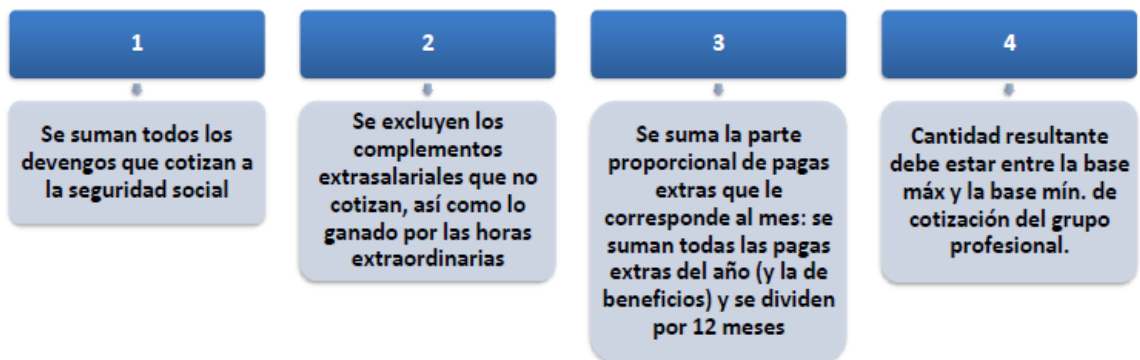 1
Se suman todos los
devengos que cotizan a
la seguridad social
2
Se excluyen los
complementos
extrasalariales que no
cotizan, así como lo
ganado por las horas
extraordinarias
3
Se suma la parte
proporcional de pagas
extras que le
corresponde al mes: se
suman todas las pagas
extras del año (y la de
beneficios) y se dividen
por 12 meses
4
Cantidad resultante
debe estar entre la base
máx y la base mín. de
cotización del grupo
profesional.